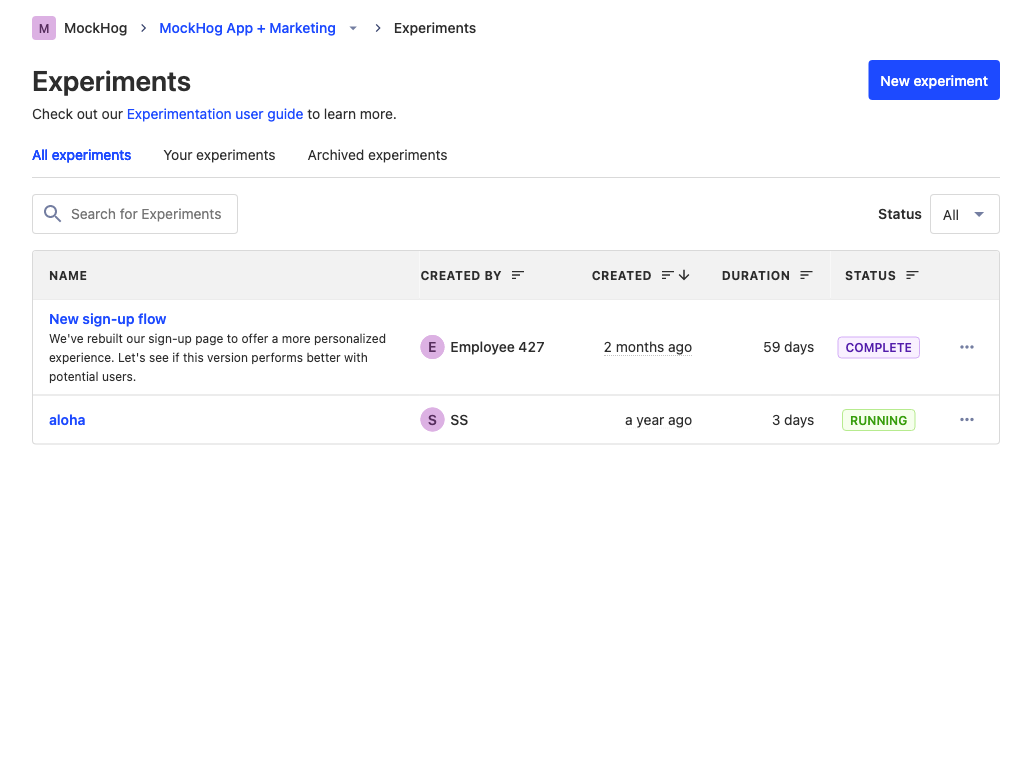 M MockHog MockHog App + Marketing Experiments
Experiments
New experiment
Check out our Experimentation user guide to learn more.
All experiments Your experiments Archived experiments
Search for Experiments Status All
NAME CREATED BY CREATED DURATION STATUS
New sign-up flow
We've rebuilt our sign-up page to offer a more personalized
experience. Let's see if this version performs better with
potential users.
E Employee 427 2 months ago 59 days COMPLETE
aloha S SS a year ago 3 days RUNNING